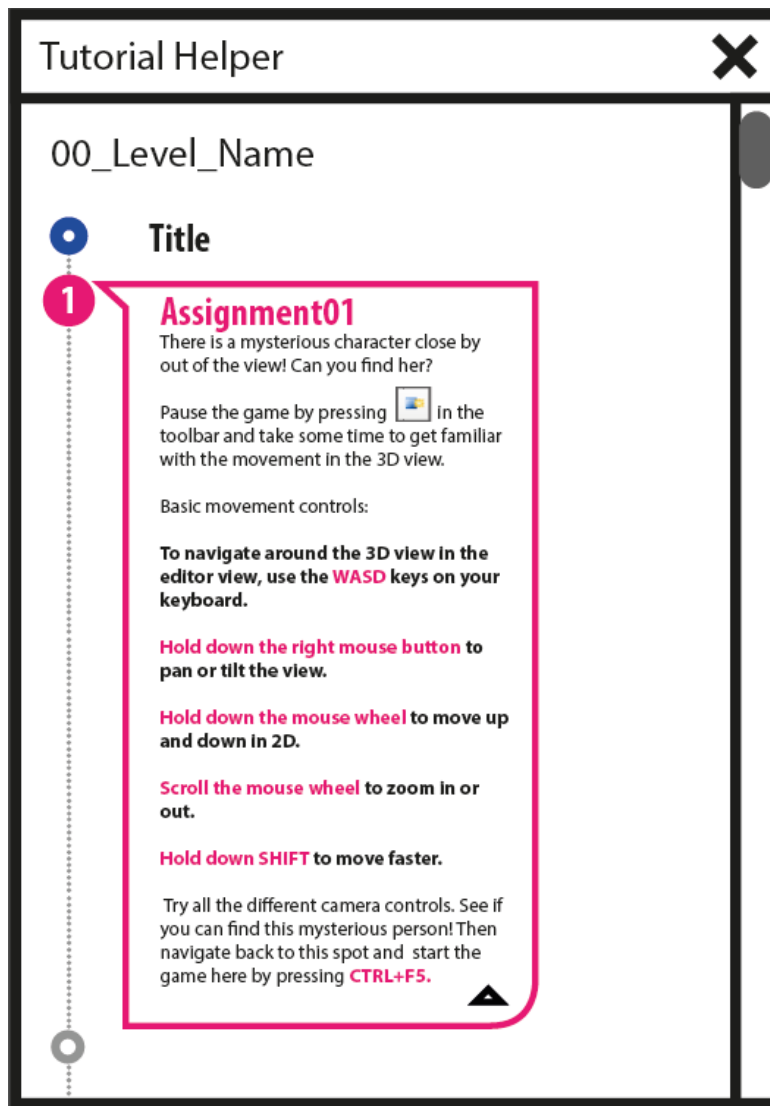 Tutorial Helper
00_Level_Name
Title
1
Assignment01
There is a mysterious character close by
out of the view! Can you find her?
Pause the game by pressing in the
toolbar and take some time to get familiar
with the movement in the 3D view.
Basic movement controls:
To navigate around the 3D view in the
editor view, use the WASD keys on your
keyboard.
Hold down the right mouse button to
pan or tilt the view.
Hold down the mouse wheel to move up
and down in 2D.
Scroll the mouse wheel to zoom in or
out.
Hold down SHIFT to move faster.
Try all the different camera controls. See if
you can find this mysterious person! Then
navigate back to this spot and start the
game here by pressing CTRL+F5.